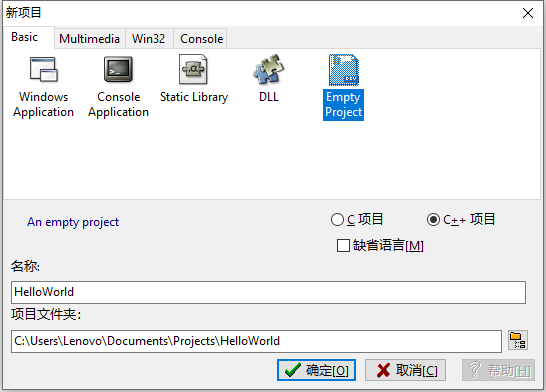 新项目
Basic
Multimedia
Win32
Console
Windows
Application
Console
Application
Static Library
DLL
DEV
Empty
Project
An empty project
C 项目
C++ 项目
缺省语言[M]
名称:
HelloWorld
项目文件夹:
C:\Users\Lenovo\Documents\Projects\HelloWorld
确定[O]
取消[C]
帮助[H]